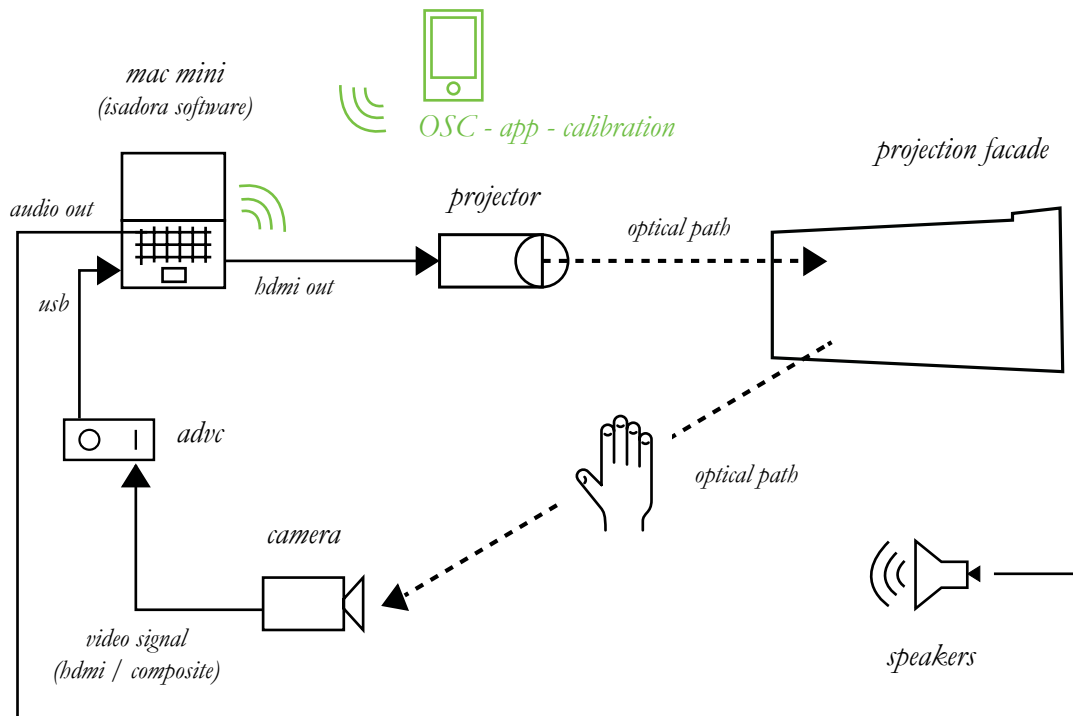 mac mini
(isadora software)
OSC - app - calibration
projection facade
projector
audio out
optical path
hdmi out
usb
advc
optical path
camera
video signal
(hdmi / composite)
speakers